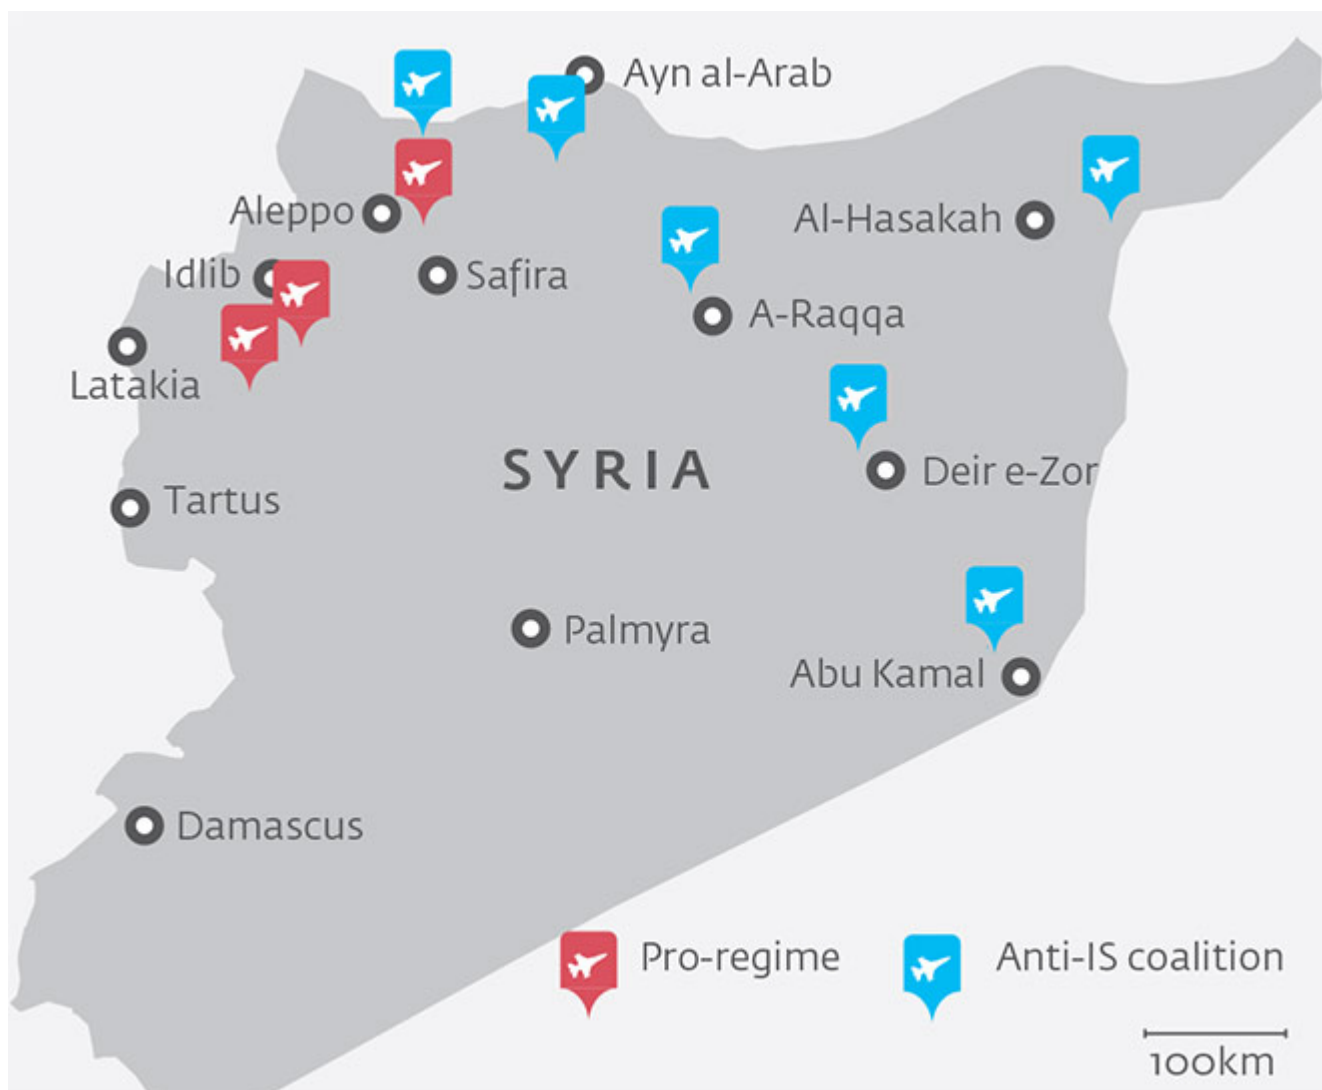 Ayn al-Arab
Aleppo
Al-Hasakah
Idlib
Safira
A-Raqqa
Latakia
SYRIA
Deir e-Zor
Tartus
Palmyra
Abu Kamal
Damascus
Pro-regime
Anti-IS coalition
100km